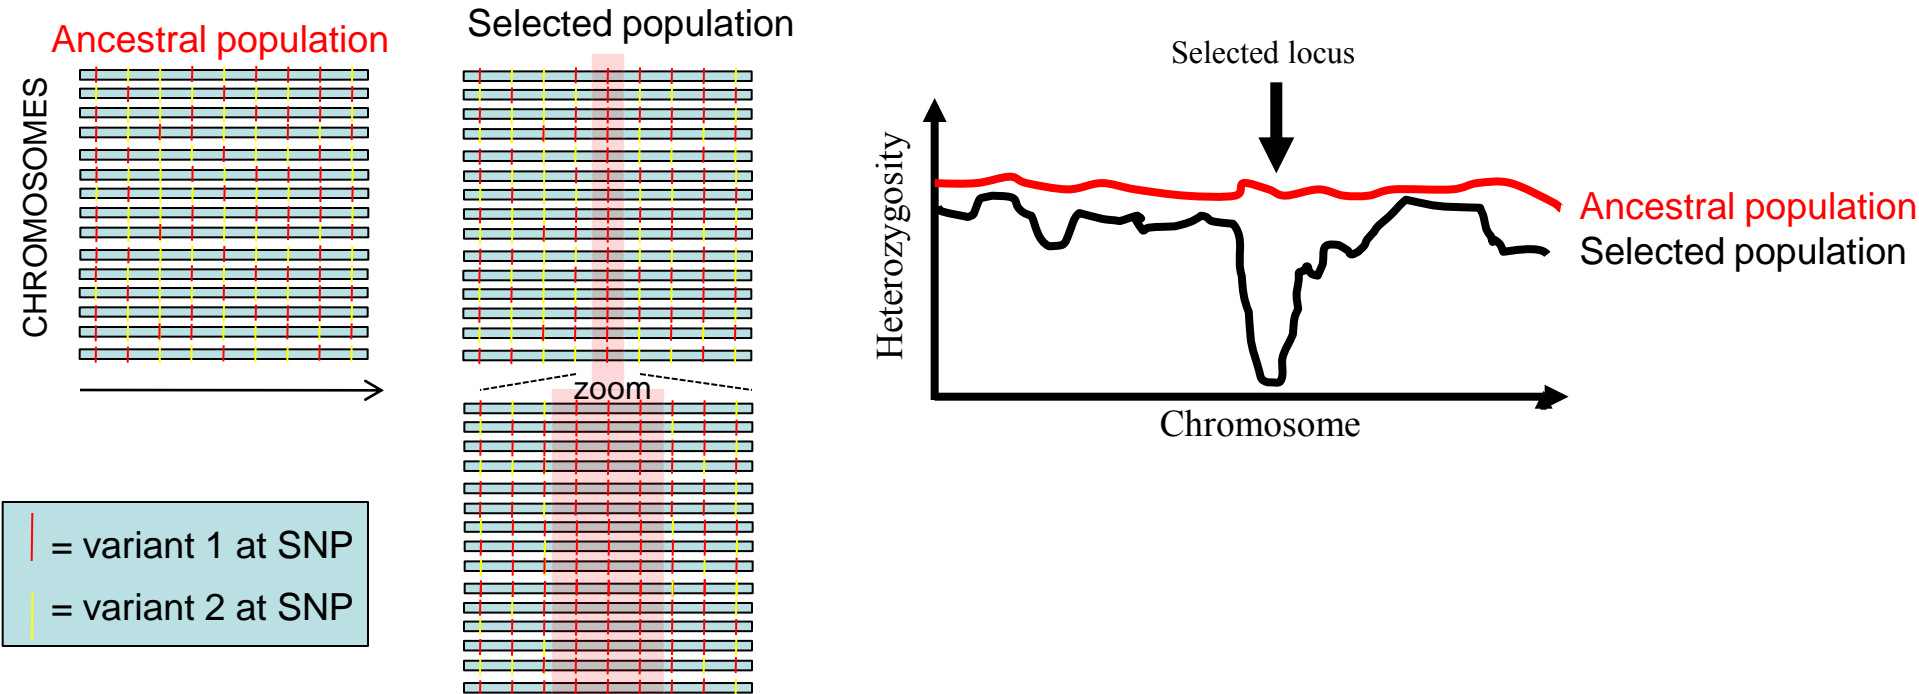 Ancestral population
CHROMOSOMES
Selected population
zoom
| = variant 1 at SNP
| = variant 2 at SNP
Selected locus
Heterozygosity
Chromosome
Ancestral population
Selected population